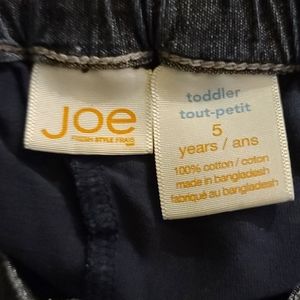 Joe
FRESH STYLE FRAIS
toddler
tout-petit
5
years / ans
100% cotton / coton
made in bangladesh
fabriqué au bangladesh